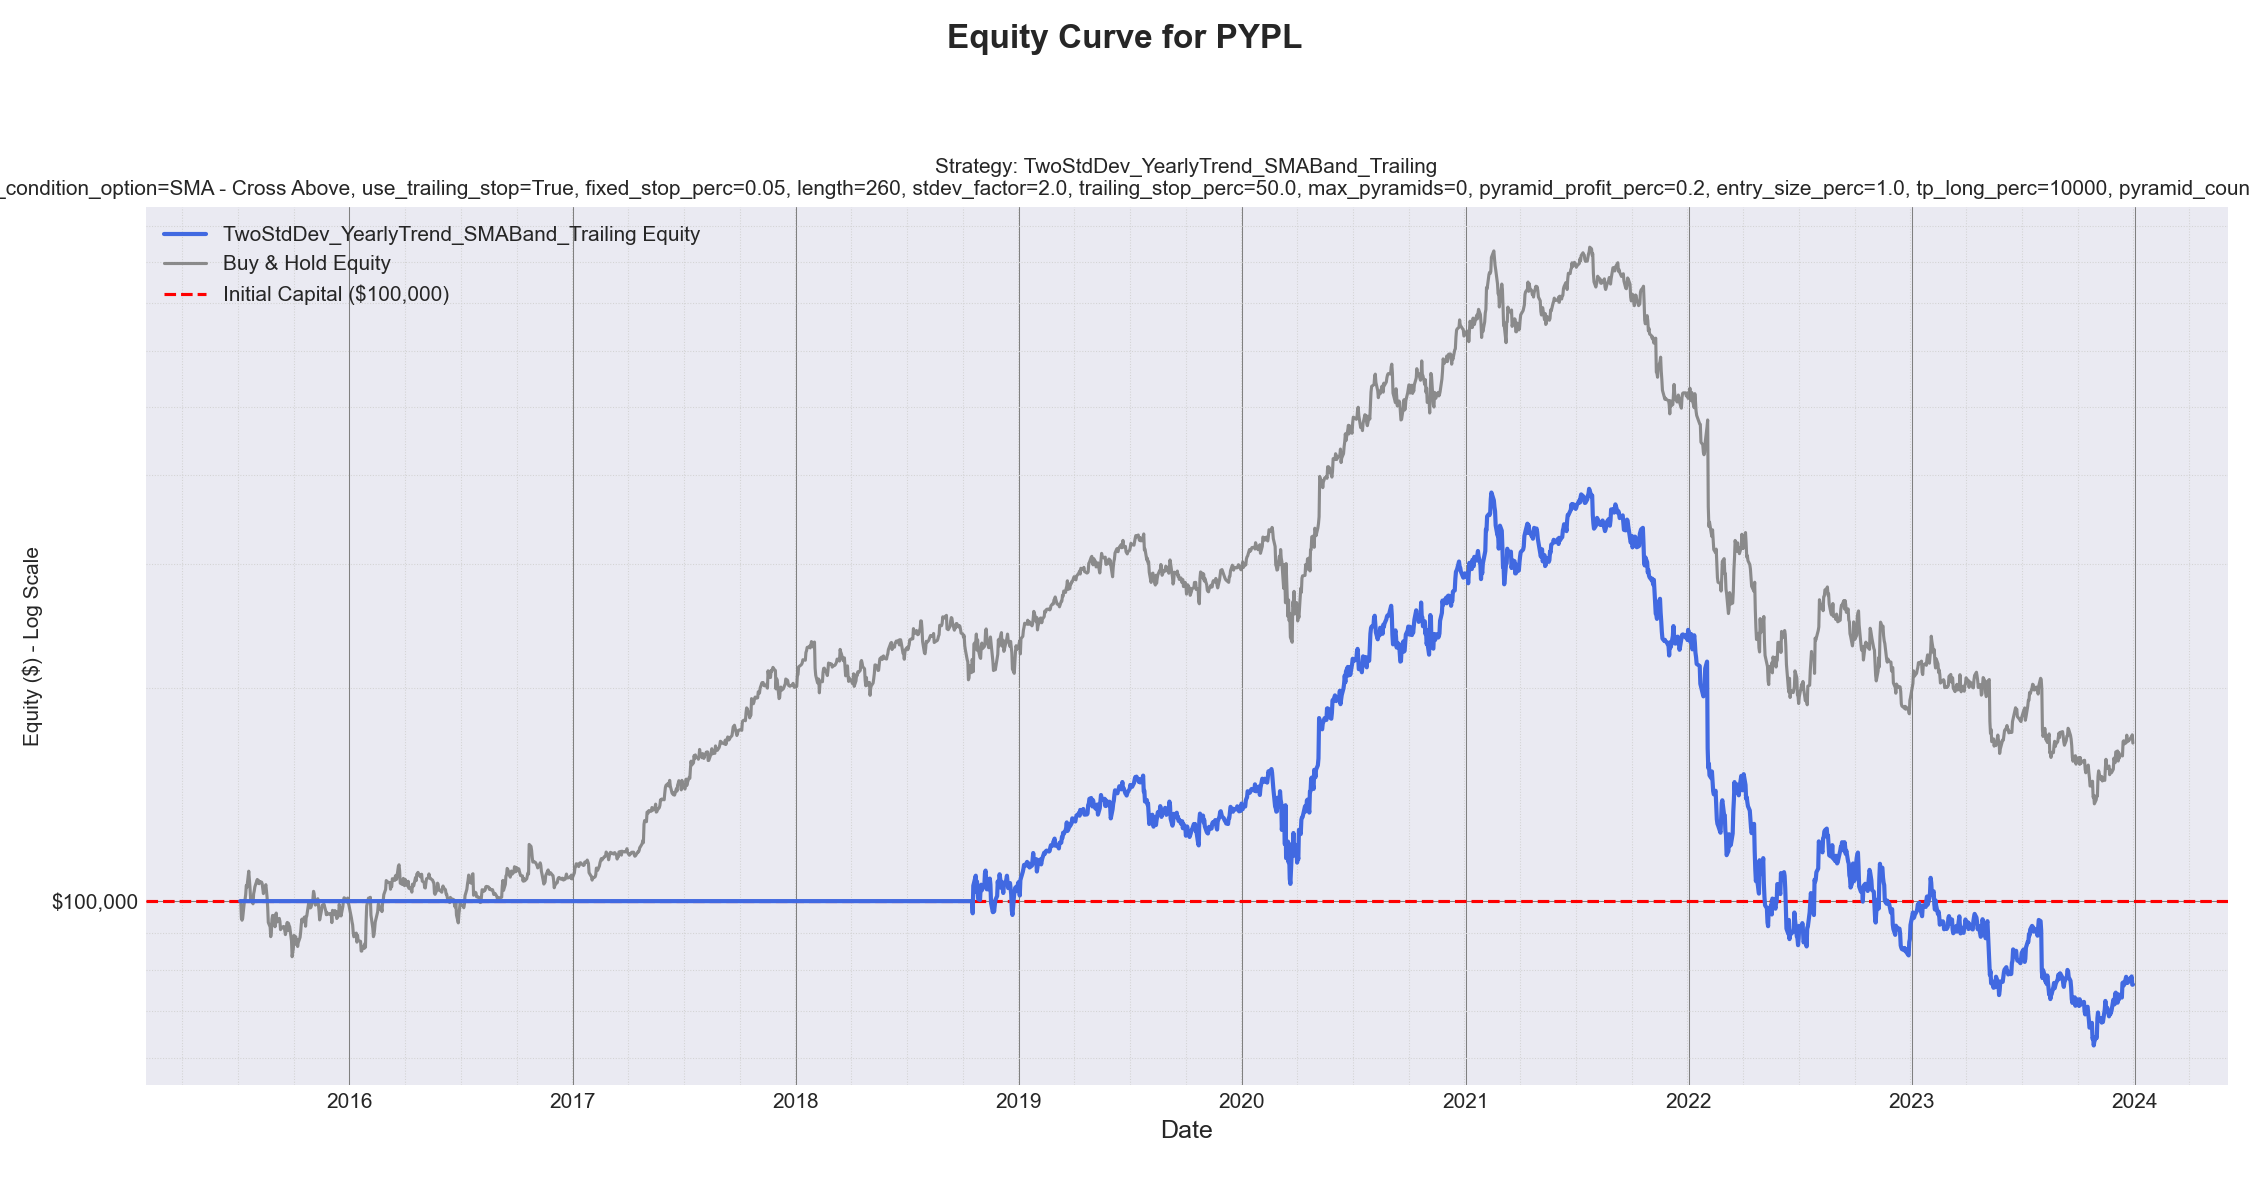 Equity Curve for PYPL
Strategy: TwoStdDev_YearlyTrend_SMABand_Trailing
_condition_option=SMA - Cross Above, use_trailing_stop=True, fixed_stop_perc=0.05, length=260, stdev_factor=2.0, trailing_stop_perc=50.0, max_pyramids=0, pyramid_profit_perc=0.2, entry_size_perc=1.0, tp_long_perc=10000, pyramid_coun
TwoStdDev_YearlyTrend_SMABand_Trailing Equity
Buy & Hold Equity
Initial Capital ($100,000)
Equity ($) - Log Scale
$100,000
2016 2017 2018 2019 2020 2021 2022 2023 2024
Date